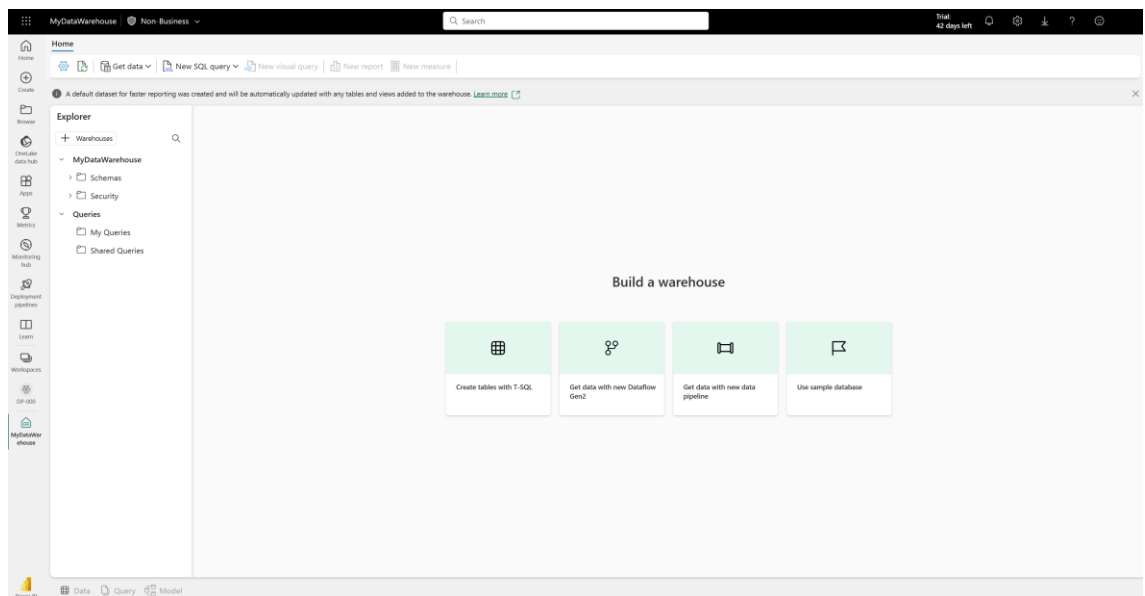 MyDataWarehouse
Non-Business
Search
Trial:
42 days left
Home
Get data
New SQL query
New visual query
New report
New measure
A default dataset for faster reporting was created and will be automatically updated with any tables and views added to the warehouse. Learn more
Home
Create
Browse
OneLake
data hub
Apps
Metrics
Monitoring
hub
Deployment
pipelines
Learn
Workspaces
DP-000
MyDataWar
ehouse
Explorer
+ Warehouses
MyDataWarehouse
Schemas
Security
Queries
My Queries
Shared Queries
Build a warehouse
Create tables with T-SQL
Get data with new Dataflow
Gen2
Get data with new data
pipeline
Use sample database
Data
Query
Model